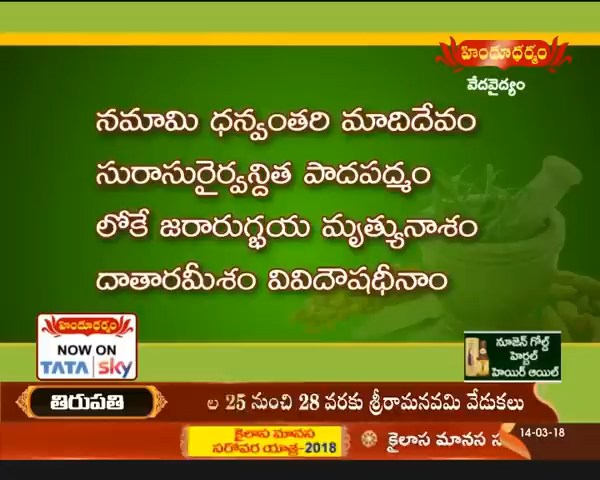 హిందూధర్మం
వేదవైద్యం
నమామి ధన్వంతరి మాదిదేవం
సురాసురైర్వన్దిత పాదపద్మం
లోకే జరారుగ్భయ మృత్యునాశం
దాతారమీశం వివిదౌషధీనాం
హిందూధర్మం
NOW ON
TATA sky
నూజెన్ గోల్డ్
హెర్బల్
హెయిర్ ఆయిల్
తిరుపతి
ల 25 నుంచి 28 వరకు శ్రీరామనవమి వేడుకలు
కైలాస మానస
సరోవర యాత్ర-2018
కైలాస మానస స
14-03-18